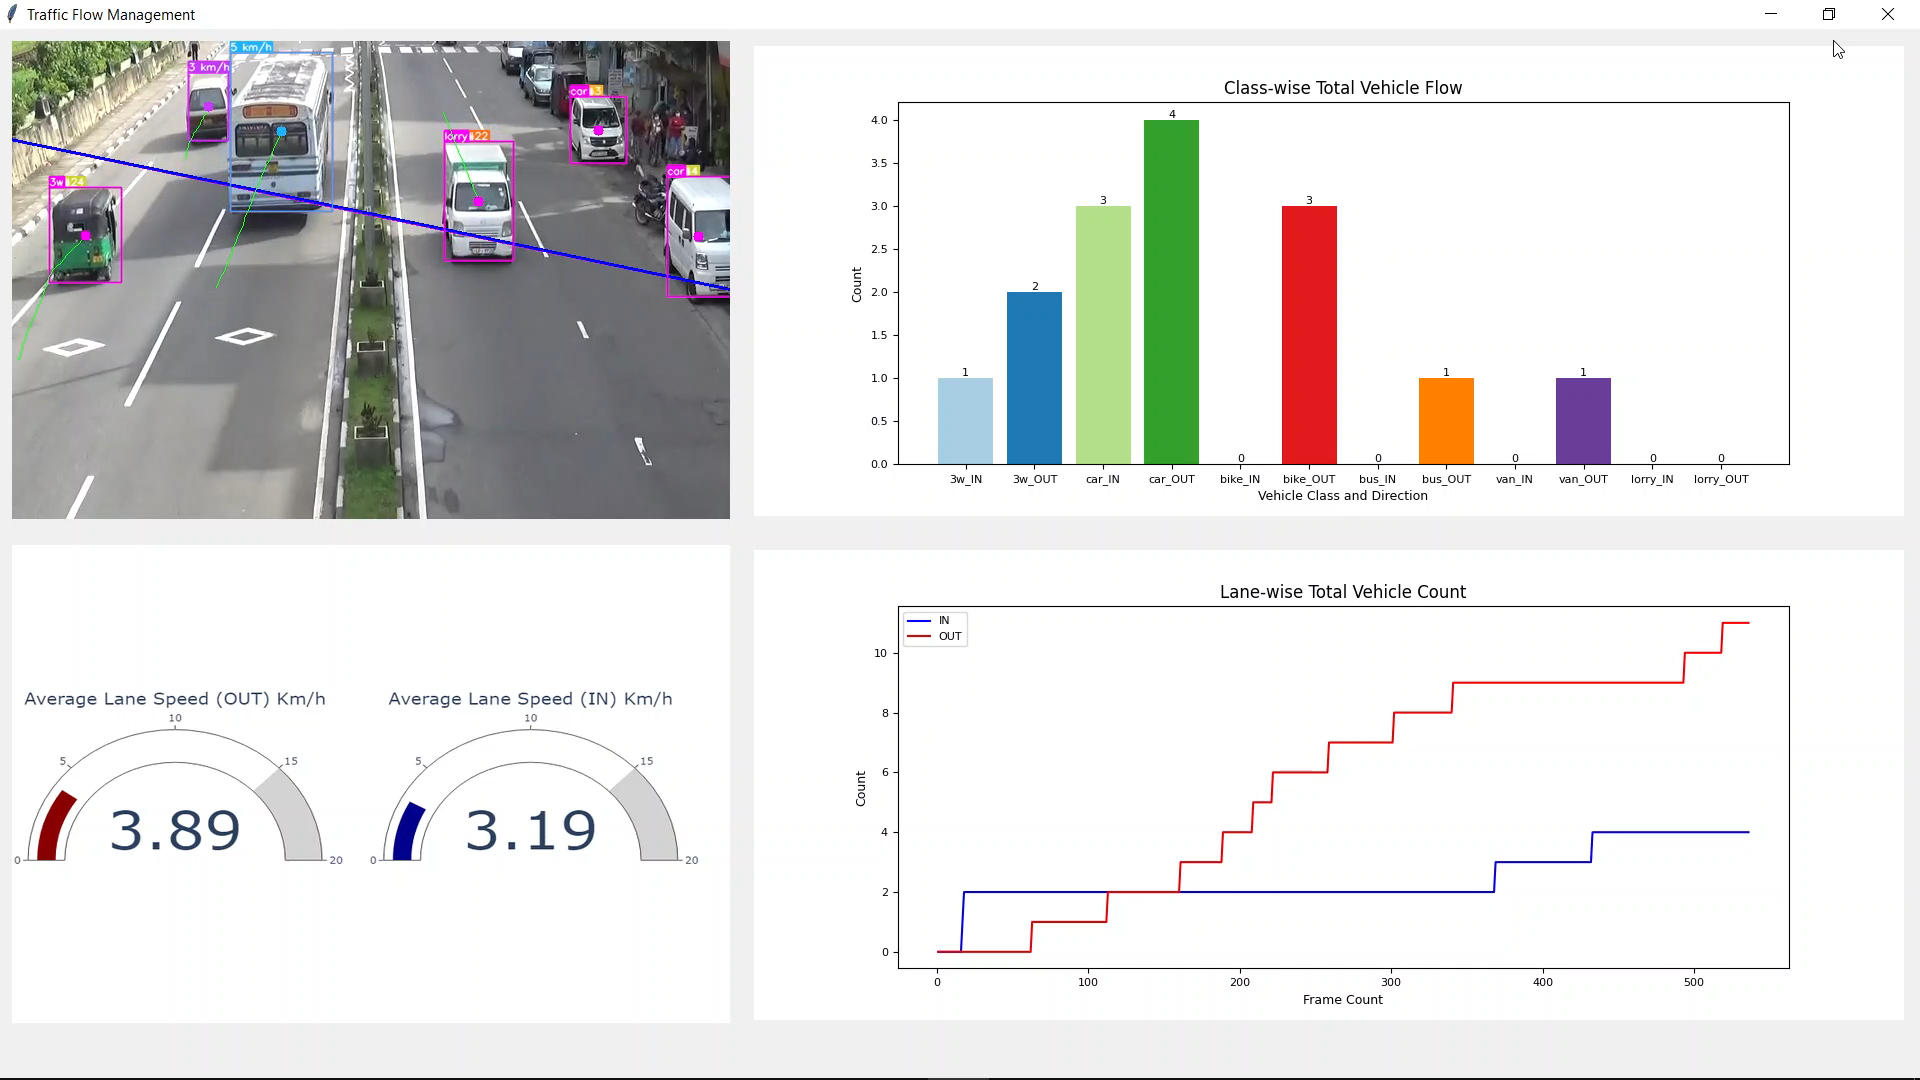 Traffic Flow Management
5 km/h
3 km/h
car 3
lorry 22
car 4
3w 24
Class-wise Total Vehicle Flow
Count
4.0
3.5
3.0
2.5
2.0
1.5
1.0
0.5
0.0
1
2
3
4
0
3
0
1
0
1
0
0
3w_IN
3w_OUT
car_IN
car_OUT
bike_IN
bike_OUT
bus_IN
bus_OUT
van_IN
van_OUT
lorry_IN
lorry_OUT
Vehicle Class and Direction
Average Lane Speed (OUT) Km/h
0
5
10
15
20
3.89
Average Lane Speed (IN) Km/h
0
5
10
15
20
3.19
Lane-wise Total Vehicle Count
IN
OUT
Count
10
8
6
4
2
0
0
100
200
300
400
500
Frame Count